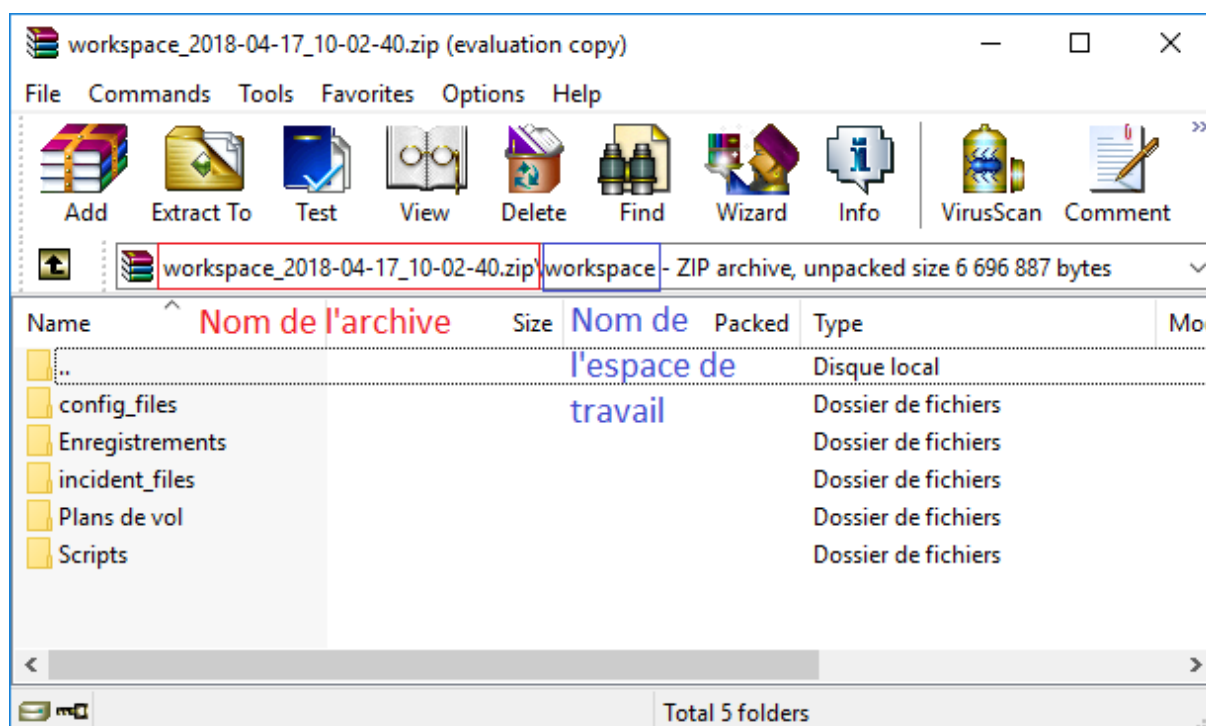 workspace_2018-04-17_10-02-40.zip (evaluation copy)
File Commands Tools Favorites Options Help
Add Extract To Test View Delete Find Wizard Info VirusScan Comment
workspace_2018-04-17_10-02-40.zip\workspace - ZIP archive, unpacked size 6 696 887 bytes
Name Size Packed Type Mo
Nom de l'archive
Nom de
l'espace de
travail
.. Disque local
config_files Dossier de fichiers
Enregistrements Dossier de fichiers
incident_files Dossier de fichiers
Plans de vol Dossier de fichiers
Scripts Dossier de fichiers
Total 5 folders